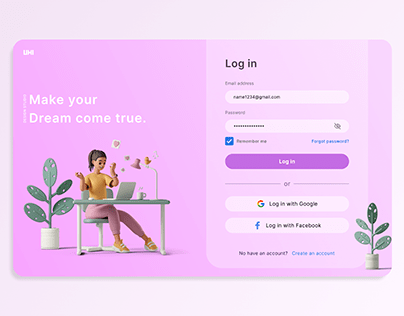 UNI
Make your
Dream come true.
Log in
Email address
name1234@gmail.com
Password
Remember me
Forgot password?
Log in
or
Log in with Google
Log in with Facebook
No have an account? Create an account